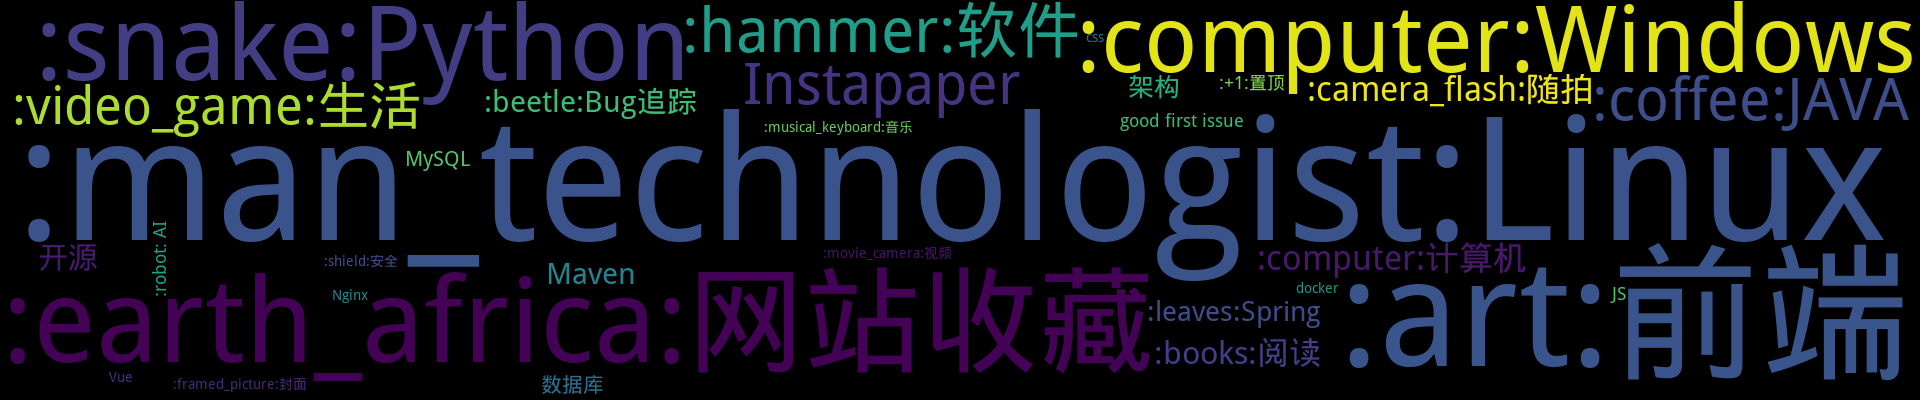 :snake:Python
:hammer:软件
css
:computer:Windows
:video_game:生活
:beetle:Bug追踪
Instapaper
架构
:+1:置顶
:camera_flash:随拍
:coffee:JAVA
:musical_keyboard:音乐
good first issue
:man_technologist:Linux
MySQL
开源
:robot: AI
:shield:安全
Maven
:movie_camera:视频
:computer:计算机
Nginx
docker
:earth_africa:网站收藏
:leaves:Spring
:art:前端
JS
:books:阅读
Vue
:framed_picture:封面
数据库